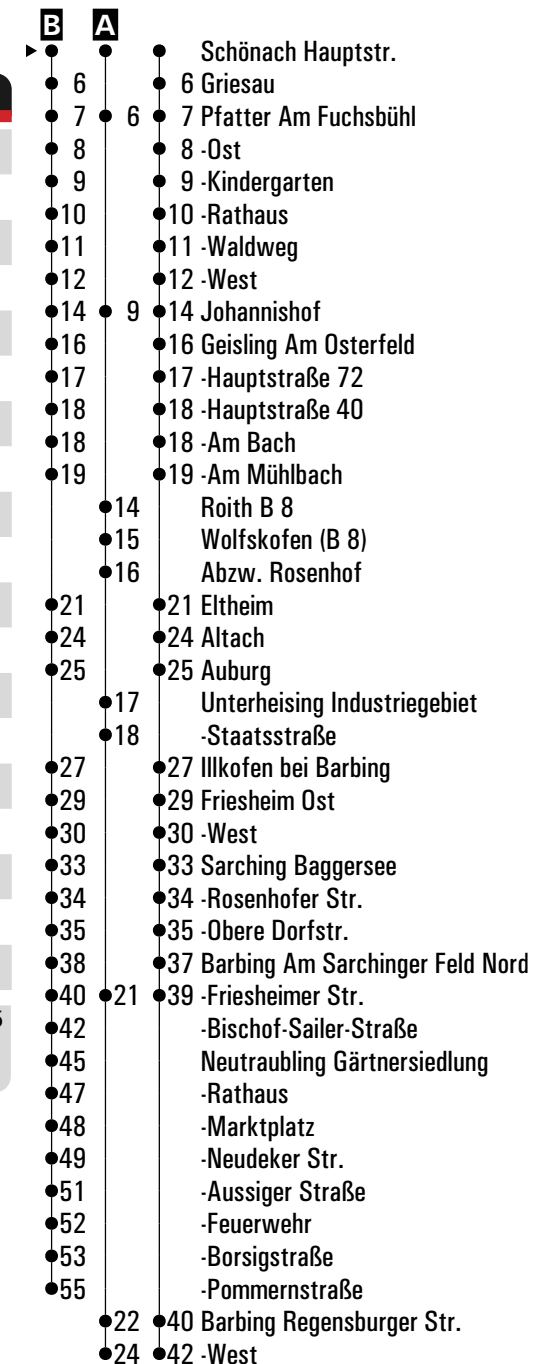 B A
Schönach Hauptstr.
6 6 Griesau
7 6 7 Pfatter Am Fuchsbühl
8 8 -Ost
9 9 -Kindergarten
10 10 -Rathaus
11 11 -Waldweg
12 12 -West
14 9 14 Johannishof
16 16 Geisling Am Osterfeld
17 17 -Hauptstraße 72
18 18 -Hauptstraße 40
18 18 -Am Bach
19 19 -Am Mühlbach
14 Roith B 8
15 Wolfskofen (B 8)
16 Abzw. Rosenhof
21 21 Eltheim
24 24 Altach
25 25 Auburg
17 Unterheising Industriegebiet
18 -Staatsstraße
27 27 Illkofen bei Barbing
29 29 Friesheim Ost
30 30 -West
33 33 Sarching Baggersee
34 34 -Rosenhofer Str.
35 35 -Obere Dorfstr.
38 37 Barbing Am Sarchinger Feld Nord
40 21 39 -Friesheimer Str.
42 -Bischof-Sailer-Straße
45 Neutraubling Gärtnersiedlung
47 -Rathaus
48 -Marktplatz
49 -Neudeker Str.
51 -Aussiger Straße
52 -Feuerwehr
53 -Borsigstraße
55 -Pommernstraße
22 40 Barbing Regensburger Str.
24 42 -West